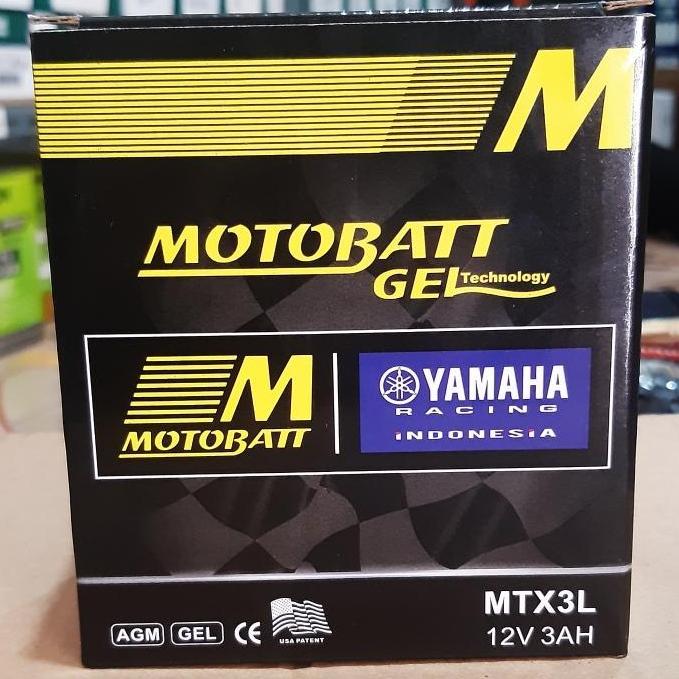 M
MOTOBATT
GEL Technology
M
MOTOBATT
YAMAHA
RACING
INDONESIA
MTX3L
12V 3AH
AGM GEL CE
USA PATENT